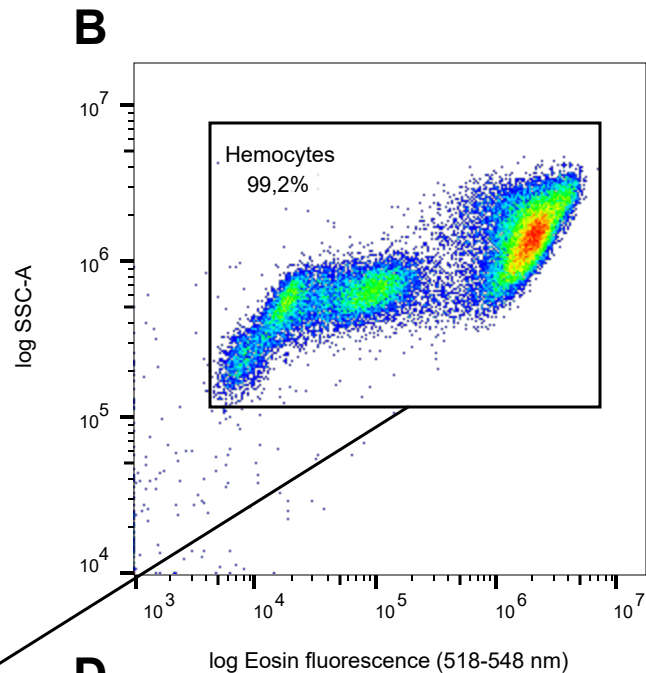 B
10^7
Hemocytes
99,2%
10^6
log SSC-A
10^5
10^4
10^3 10^4 10^5 10^6 10^7
log Eosin fluorescence (518-548 nm)
D